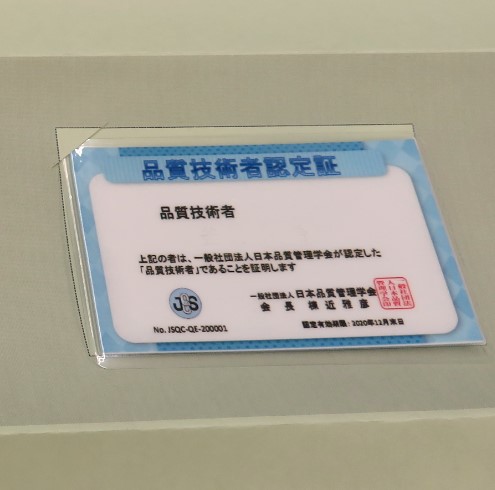 品質技術者認定証
品質技術者
上記の者は、一般社団法人日本品質管理学会が認定した
「品質技術者」であることを証明します
一般社団法人日本品質管理学会
会長 棟近雅彦
JSQC
No. JSQC-QE-200001
認定有効期限：2020年11月末日